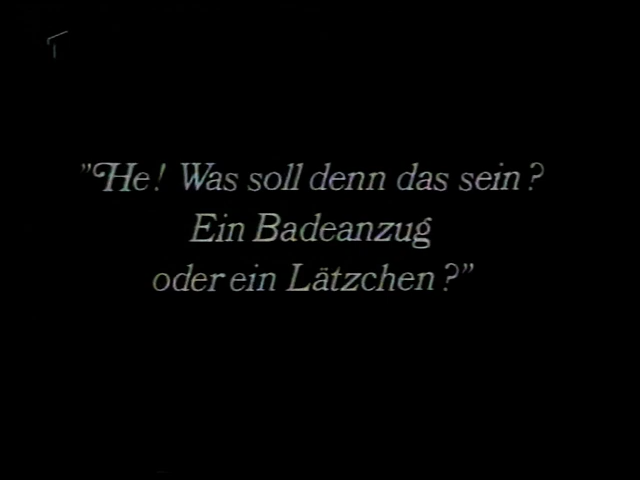 "He! Was soll denn das sein?
Ein Badeanzug
oder ein Lätzchen?"